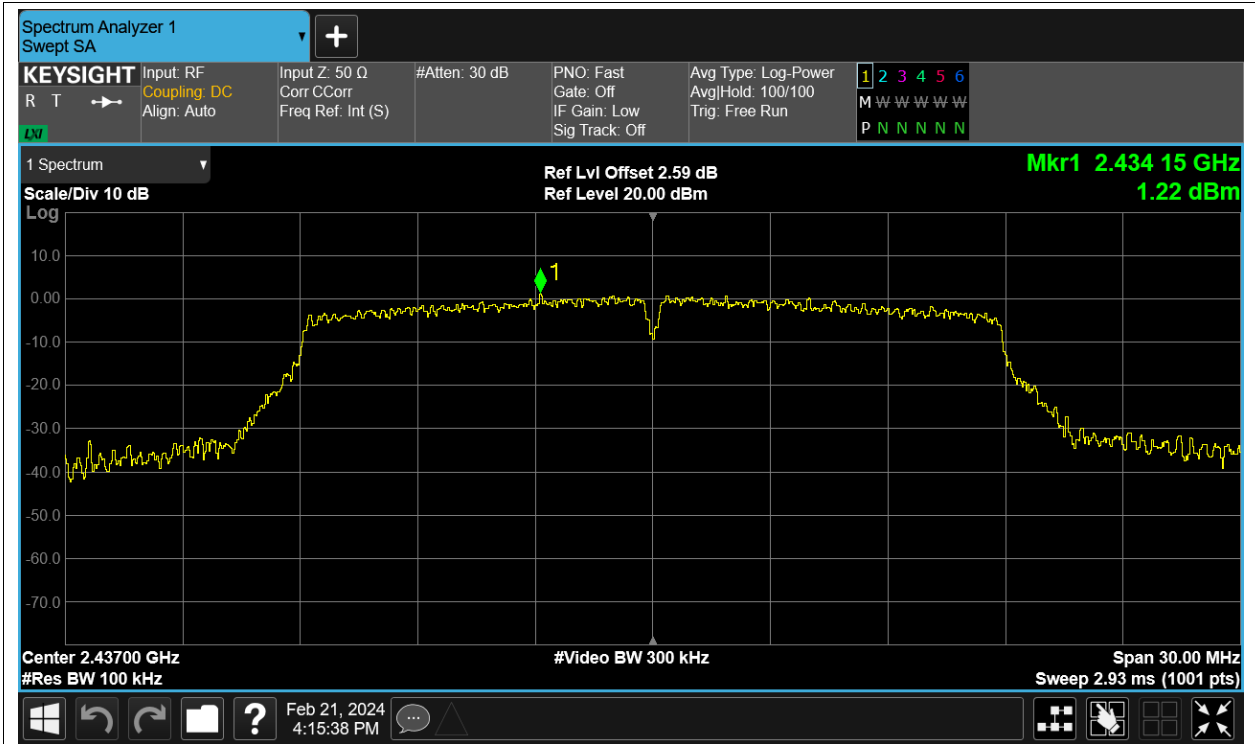 Spectrum Analyzer 1
Swept SA
KEYSIGHT
R T
LXI
Input: RF
Coupling: DC
Align: Auto
Input Z: 50 Ω
Corr CCorr
Freq Ref: Int (S)
#Atten: 30 dB
PNO: Fast
Gate: Off
IF Gain: Low
Sig Track: Off
Avg Type: Log-Power
Avg|Hold: 100/100
Trig: Free Run
1 2 3 4 5 6
M W W W W W
P N N N N N
1 Spectrum
Scale/Div 10 dB
Log
Ref Lvl Offset 2.59 dB
Ref Level 20.00 dBm
Mkr1 2.434 15 GHz
1.22 dBm
1
10.0
0.00
-10.0
-20.0
-30.0
-40.0
-50.0
-60.0
-70.0
Center 2.43700 GHz
#Res BW 100 kHz
#Video BW 300 kHz
Span 30.00 MHz
Sweep 2.93 ms (1001 pts)
?
Feb 21, 2024
4:15:38 PM